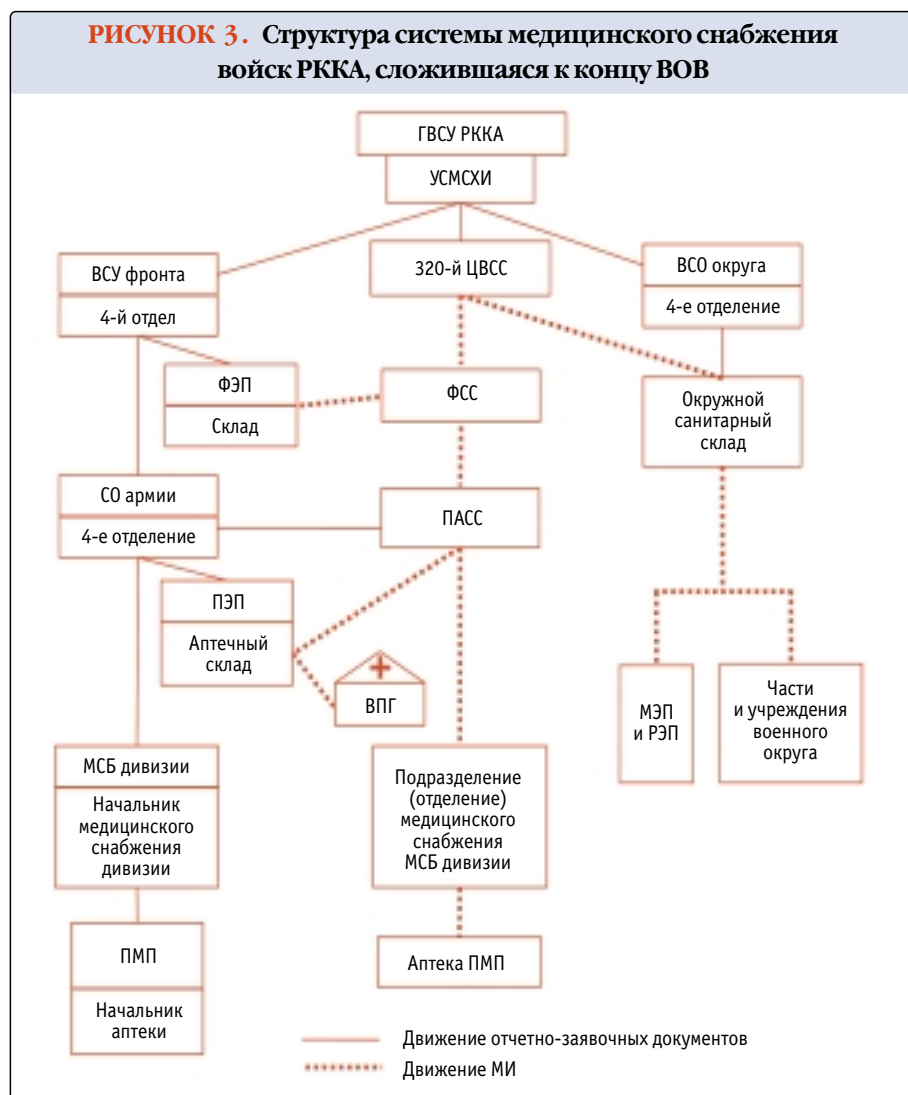 РИСУНОК 3. Структура системы медицинского снабжения
войск РККА, сложившаяся к концу ВОВ
ГВСУ РККА
УСМСХИ
ВСУ фронта
4-й отдел
320-й ЦВСС
ВСО округа
4-е отделение
ФЭП
Склад
ФСС
Окружной
санитарный
склад
СО армии
4-е отделение
ПАСС
ПЭП
Аптечный
склад
ВПГ
МЭП
и РЭП
Части
и учреждения
военного
округа
МСБ дивизии
Начальник
медицинского
снабжения
дивизии
Подразделение
(отделение)
медицинского
снабжения
МСБ дивизии
ПМП
Начальник
аптеки
Аптека ПМП
Движение отчетно-заявочных документов
Движение МИ